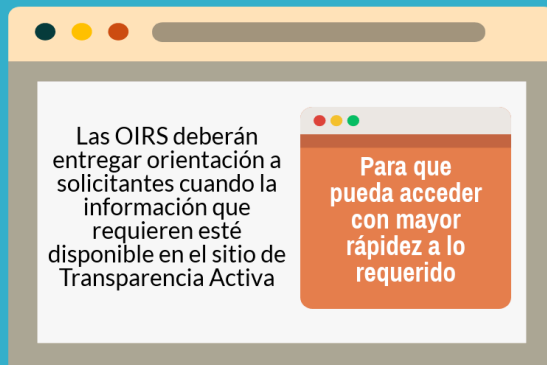 Las OIRS deberán
entregar orientación a
solicitantes cuando la
información que
requieren esté
disponible en el sitio de
Transparencia Activa
Para que
pueda acceder
con mayor
rápidez a lo
requerido